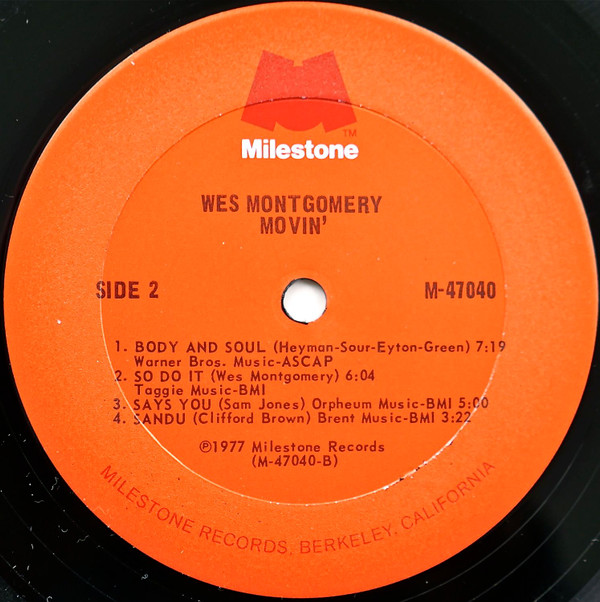 TM
Milestone
WES MONTGOMERY
MOVIN'
SIDE 2
M-47040
1. BODY AND SOUL (Heyman-Sour-Eyton-Green) 7:19
Warner Bros. Music-ASCAP
2. SO DO IT (Wes Montgomery) 6:04
Taggie Music-BMI
3. SAYS YOU (Sam Jones) Orpheum Music-BMI 5:00
4. SANDU (Clifford Brown) Brent Music-BMI 3:22
℗1977 Milestone Records
(M-47040-B)
MILESTONE RECORDS, BERKELEY, CALIFORNIA